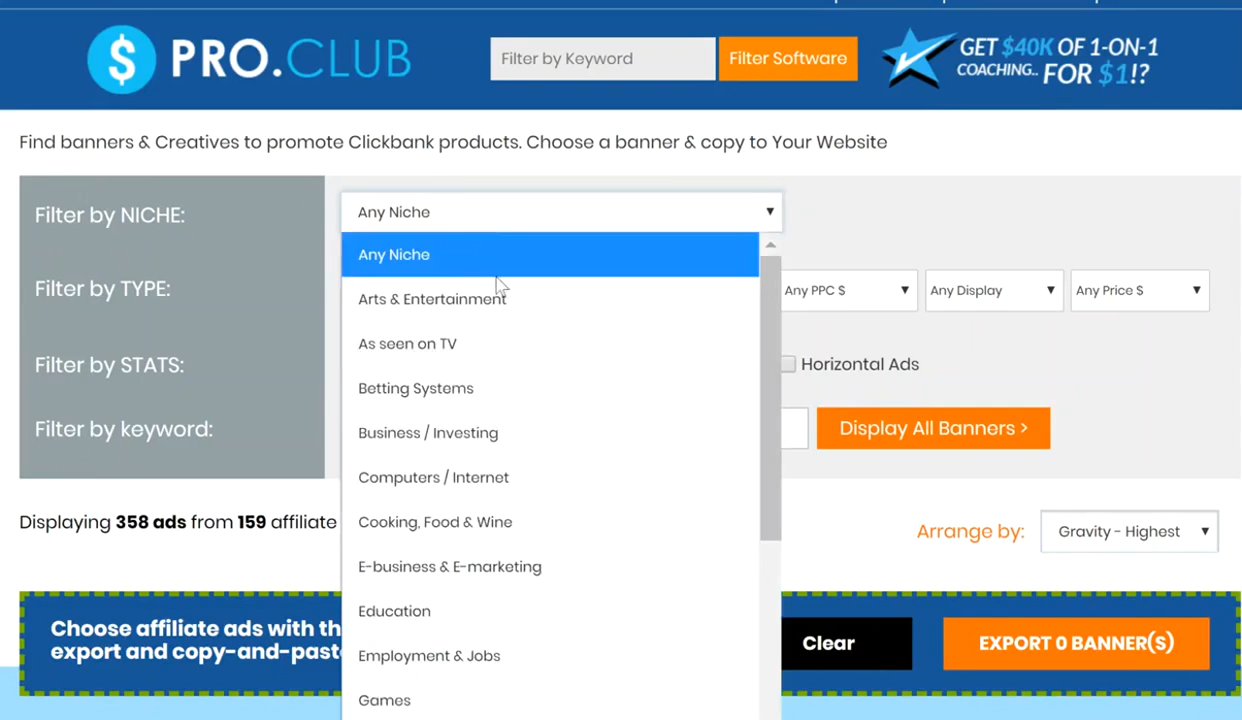 $ PRO.CLUB
Filter by Keyword
Filter Software
GET $40K OF 1-ON-1
COACHING.. FOR $1!?
Find banners & Creatives to promote Clickbank products. Choose a banner & copy to Your Website
Filter by NICHE:
Any Niche
Any Niche
Arts & Entertainment
Filter by TYPE:
Any PPC $
Any Display
Any Price $
As seen on TV
Filter by STATS:
Horizontal Ads
Betting Systems
Filter by keyword:
Business / Investing
Display All Banners >
Computers / Internet
Displaying 358 ads from 159 affiliate
Cooking, Food & Wine
Arrange by:
Gravity - Highest
E-business & E-marketing
Education
Choose affiliate ads with th
export and copy-and-past
Clear
EXPORT 0 BANNER(S)
Employment & Jobs
Games